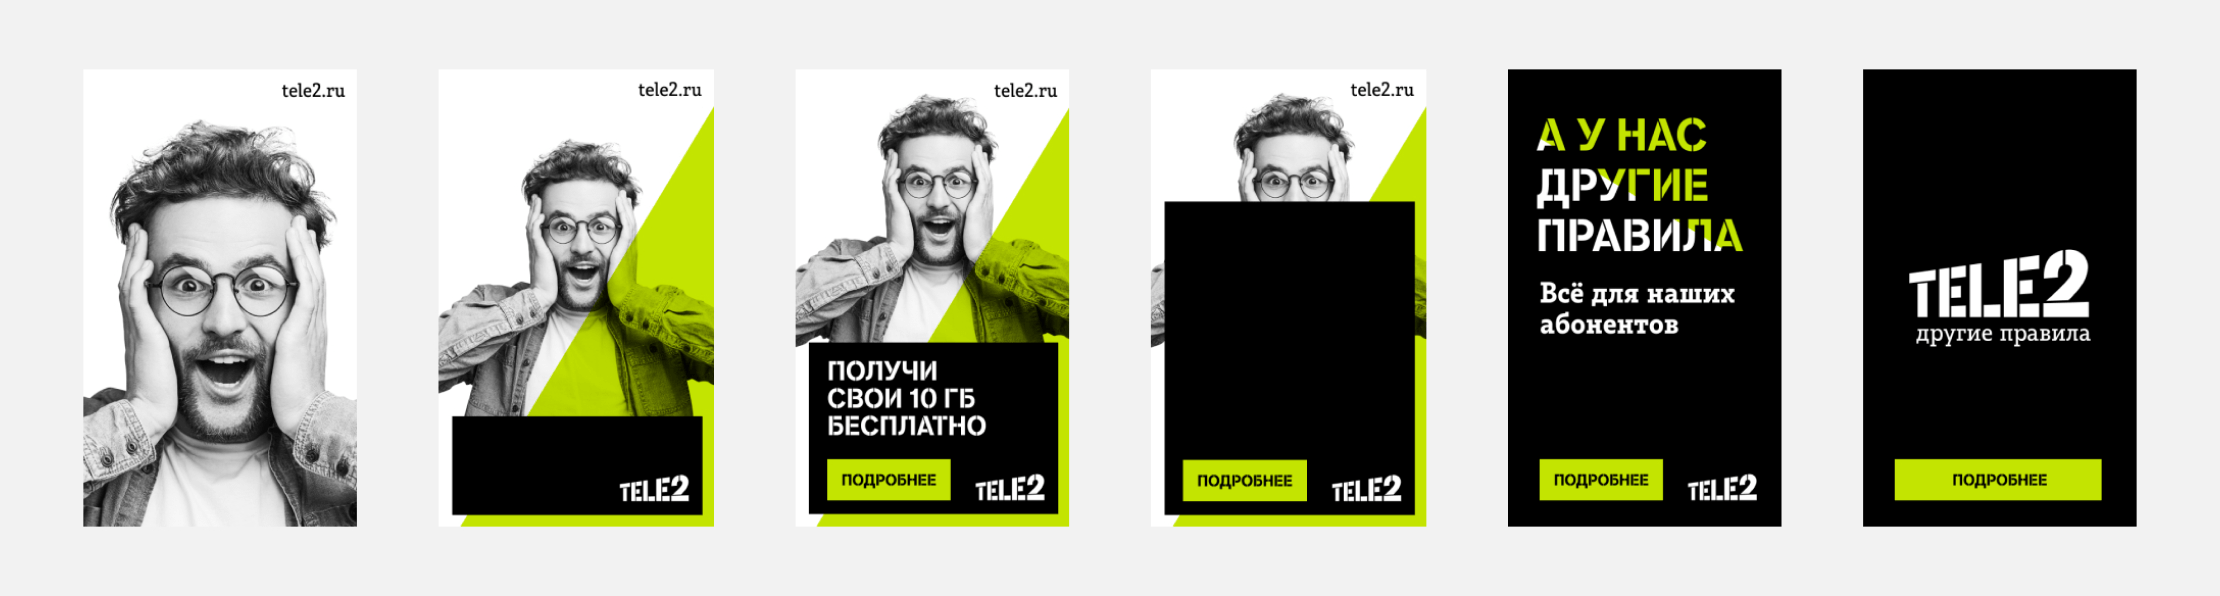 tele2.ru
tele2.ru
TELE2
tele2.ru
ПОЛУЧИ
СВОИ 10 ГБ
БЕСПЛАТНО
ПОДРОБНЕЕ
TELE2
tele2.ru
ПОДРОБНЕЕ
TELE2
А У НАС
ДРУГИЕ
ПРАВИЛА
Всё для наших
абонентов
ПОДРОБНЕЕ
TELE2
TELE2
другие правила
ПОДРОБНЕЕ